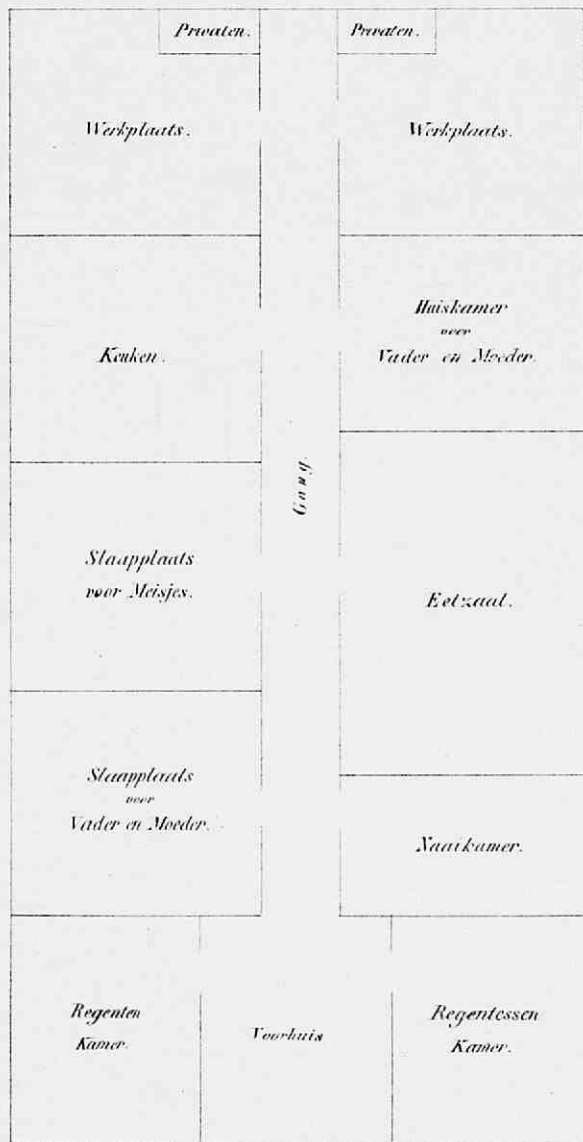 Privaten.
Privaten.
Werkplaats.
Werkplaats.
Keuken.
Huiskamer
voor
Vader en Moeder.
Gang.
Slaapplaats
voor Meisjes.
Eetzaal.
Slaapplaats
voor
Vader en Moeder.
Naaikamer.
Regenten
Kamer.
Voorhuis
Regentessen
Kamer.